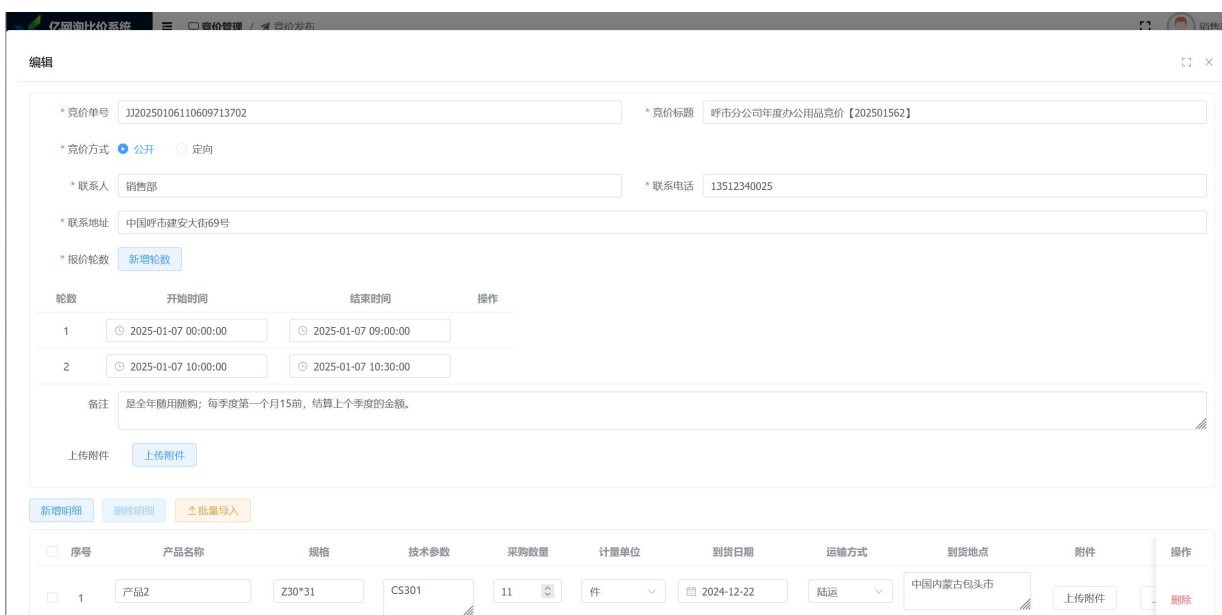 亿网询比价系统 竞价管理 / 竞价发布
编辑
* 竞价单号 JJ20250106110609713702 * 竞价标题 呼市分公司年度办公用品竞价【202501562】
* 竞价方式 公开 定向
* 联系人 销售部 * 联系电话 13512340025
* 联系地址 中国呼市建安大街69号
* 报价轮数 新增轮数
轮数 开始时间 结束时间 操作
1 2025-01-07 00:00:00 2025-01-07 09:00:00
2 2025-01-07 10:00:00 2025-01-07 10:30:00
备注 是全年随用随购；每季度第一个月15前，结算上个季度的金额。
上传附件 上传附件
新增明细 删除明细 批量导入
序号 产品名称 规格 技术参数 采购数量 计量单位 到货日期 运输方式 到货地点 附件 操作
1 产品2 Z30*31 CS301 11 件 2024-12-22 陆运 中国内蒙古包头市 上传附件 删除